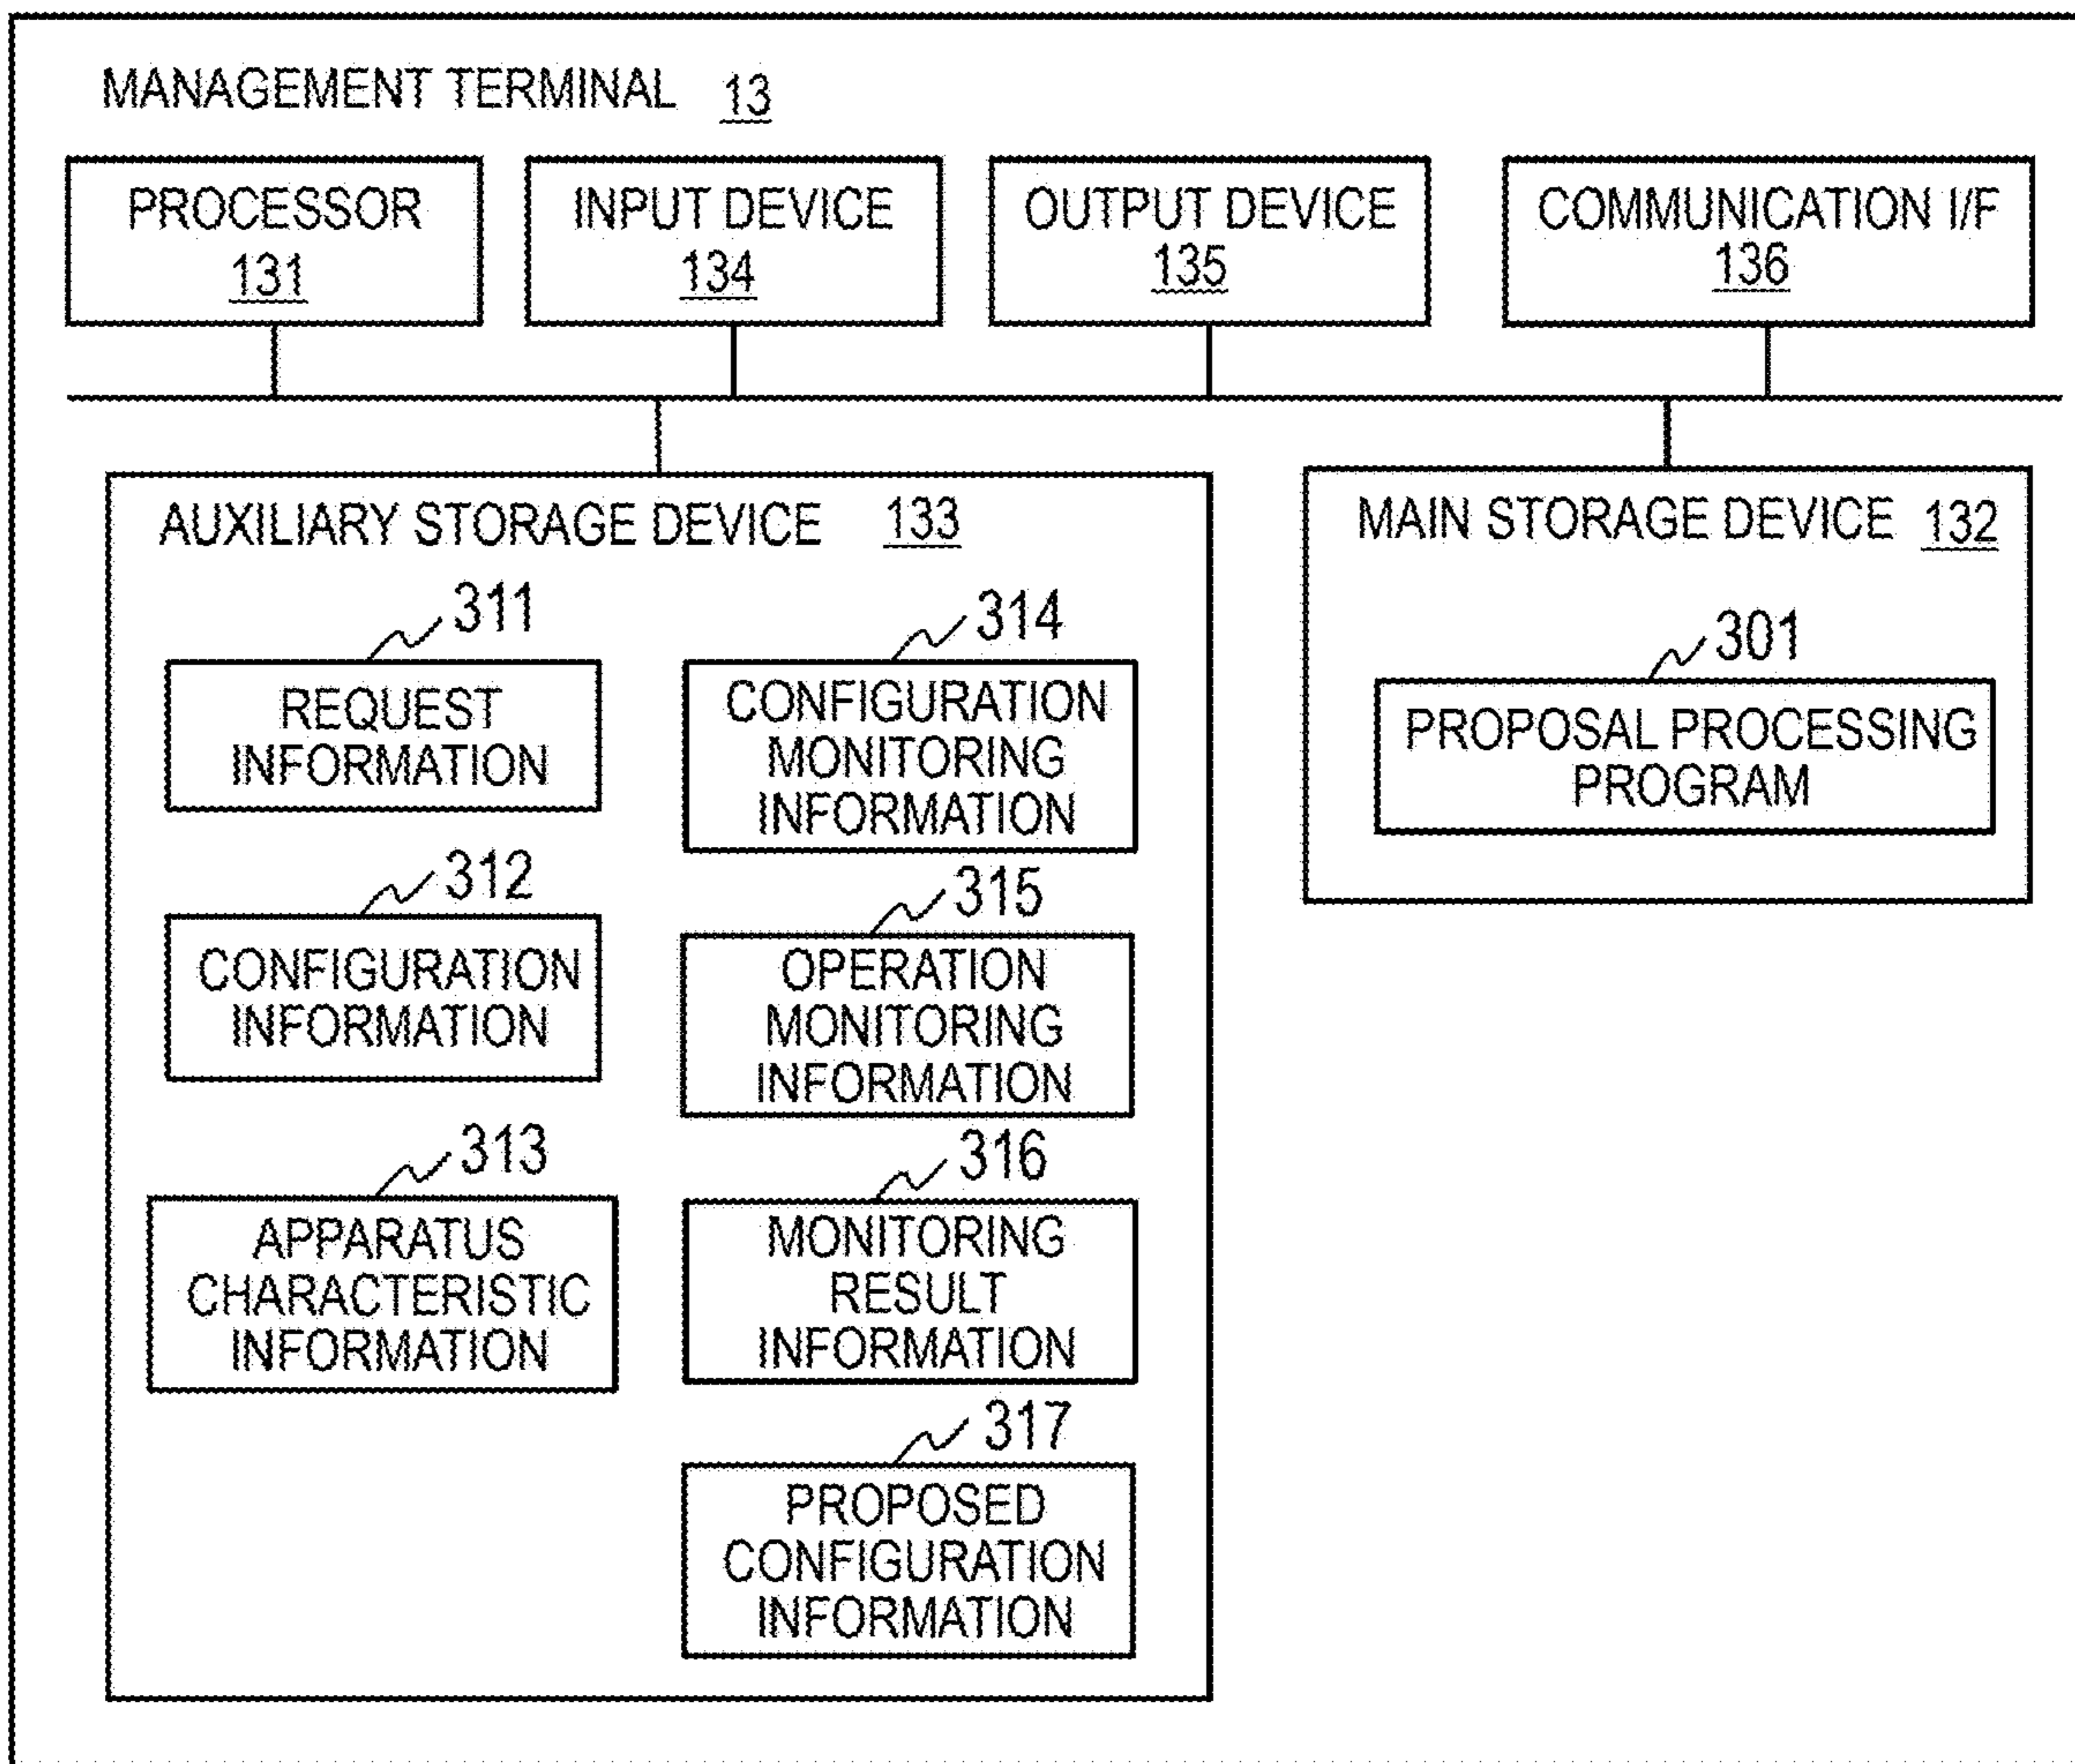 MANAGEMENT TERMINAL 13
PROCESSOR
131
INPUT DEVICE
134
OUTPUT DEVICE
135
COMMUNICATION I/F
136
AUXILIARY STORAGE DEVICE 133
311
REQUEST
INFORMATION
312
CONFIGURATION
INFORMATION
313
APPARATUS
CHARACTERISTIC
INFORMATION
314
CONFIGURATION
MONITORING
INFORMATION
315
OPERATION
MONITORING
INFORMATION
316
MONITORING
RESULT
INFORMATION
317
PROPOSED
CONFIGURATION
INFORMATION
MAIN STORAGE DEVICE 132
301
PROPOSAL PROCESSING
PROGRAM